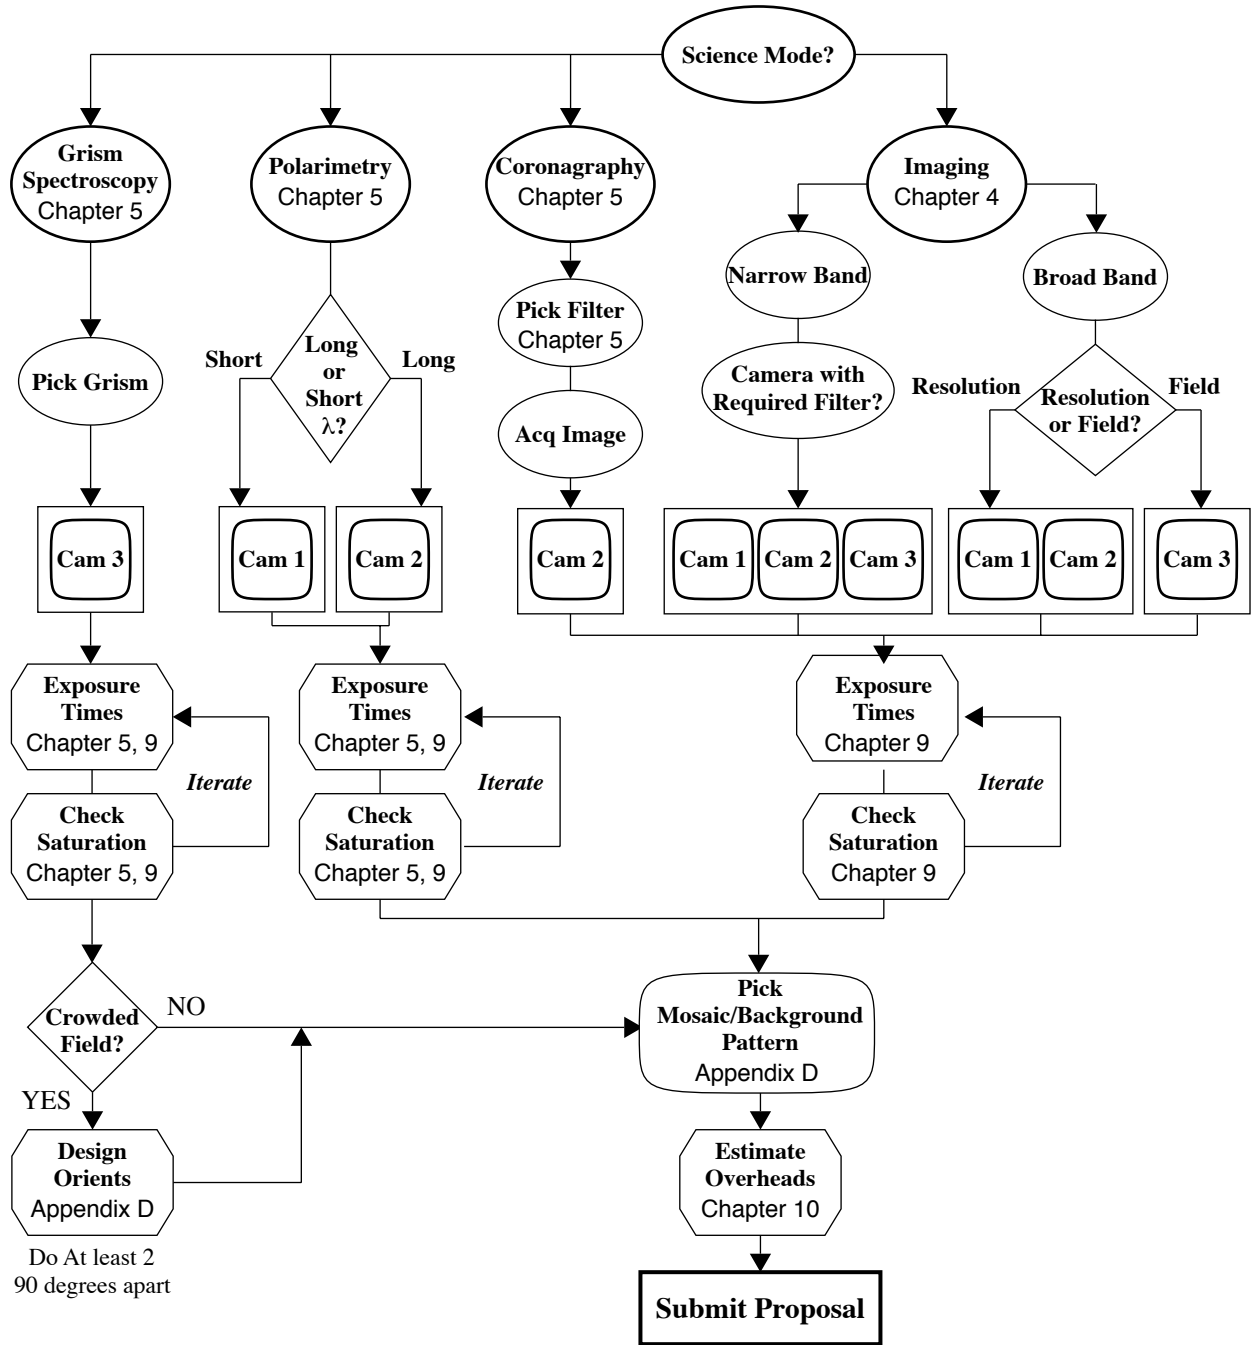 Science Mode?
Grism
Spectroscopy
Chapter 5
Polarimetry
Chapter 5
Coronagraphy
Chapter 5
Imaging
Chapter 4
Narrow Band
Broad Band
Pick Filter
Chapter 5
Pick Grism
Short
Long
or
Short
λ?
Long
Camera with
Required Filter?
Resolution
Resolution
or Field?
Field
Acq Image
Cam 3
Cam 1
Cam 2
Cam 2
Cam 1
Cam 2
Cam 3
Cam 1
Cam 2
Cam 3
Exposure
Times
Chapter 5, 9
Iterate
Check
Saturation
Chapter 5, 9
Exposure
Times
Chapter 5, 9
Iterate
Check
Saturation
Chapter 5, 9
Exposure
Times
Chapter 9
Iterate
Check
Saturation
Chapter 9
Crowded
Field?
NO
YES
Pick
Mosaic/Background
Pattern
Appendix D
Design
Orients
Appendix D
Do At least 2
90 degrees apart
Estimate
Overheads
Chapter 10
Submit Proposal